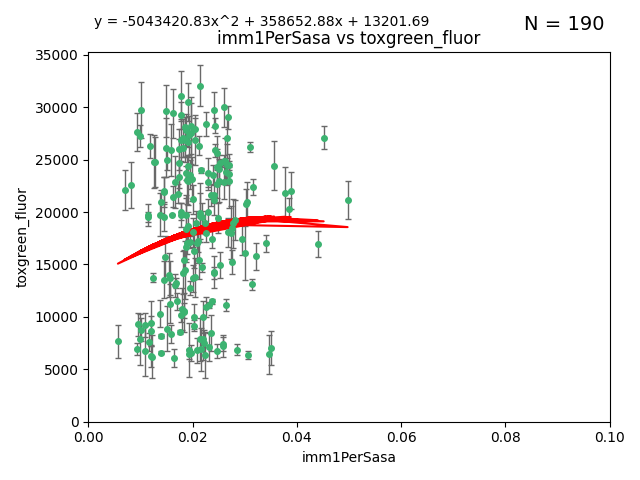 y = -5043420.83x^2 + 358652.88x + 13201.69
N = 190
imm1PerSasa vs toxgreen_fluor
35000
30000
25000
20000
15000
10000
5000
0
toxgreen_fluor
0.00 0.02 0.04 0.06 0.08 0.10
imm1PerSasa